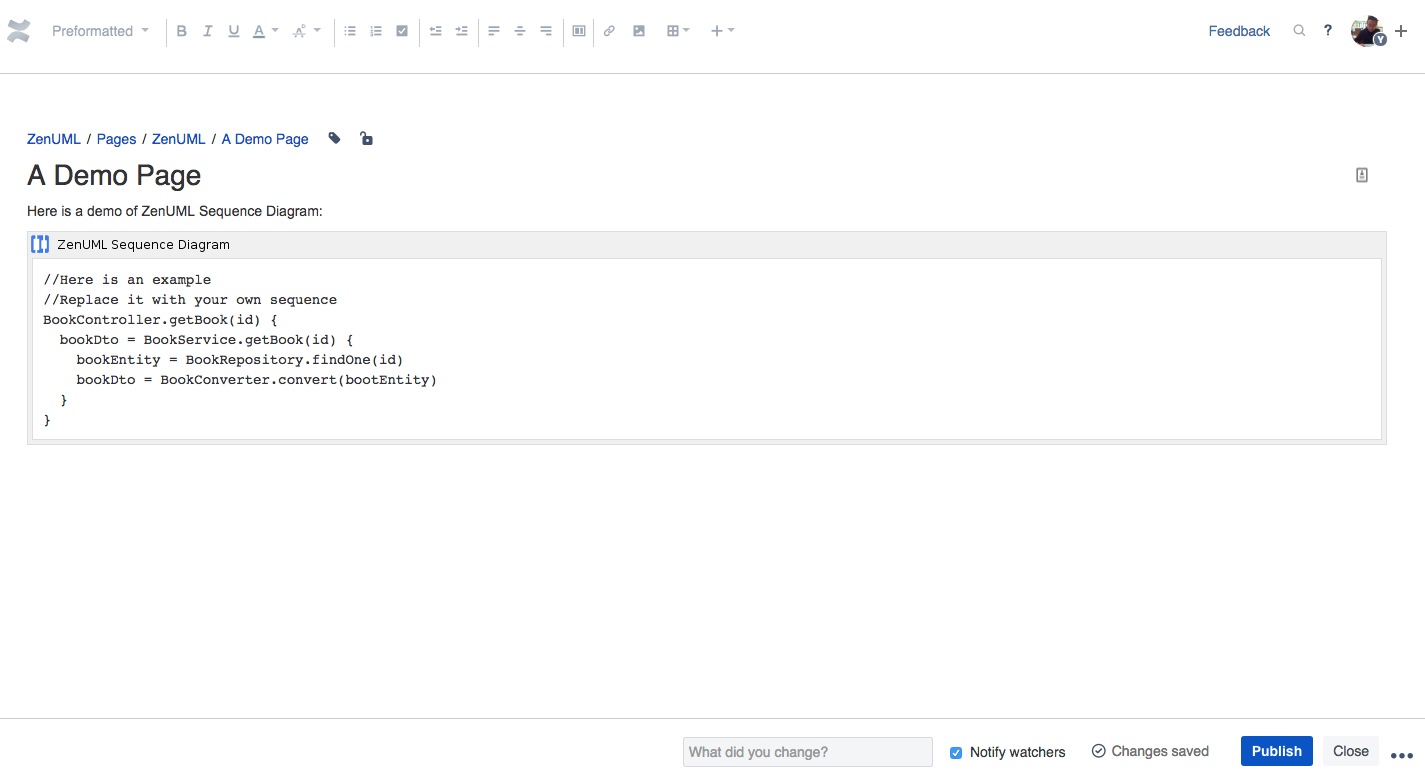 Preformatted B I U A Feedback ?
Y
ZenUML / Pages / ZenUML / A Demo Page
A Demo Page
Here is a demo of ZenUML Sequence Diagram:
ZenUML Sequence Diagram
//Here is an example
//Replace it with your own sequence
BookController.getBook(id) {
  bookDto = BookService.getBook(id) {
    bookEntity = BookRepository.findOne(id)
    bookDto = BookConverter.convert(bootEntity)
  }
}
What did you change? Notify watchers Changes saved Publish Close